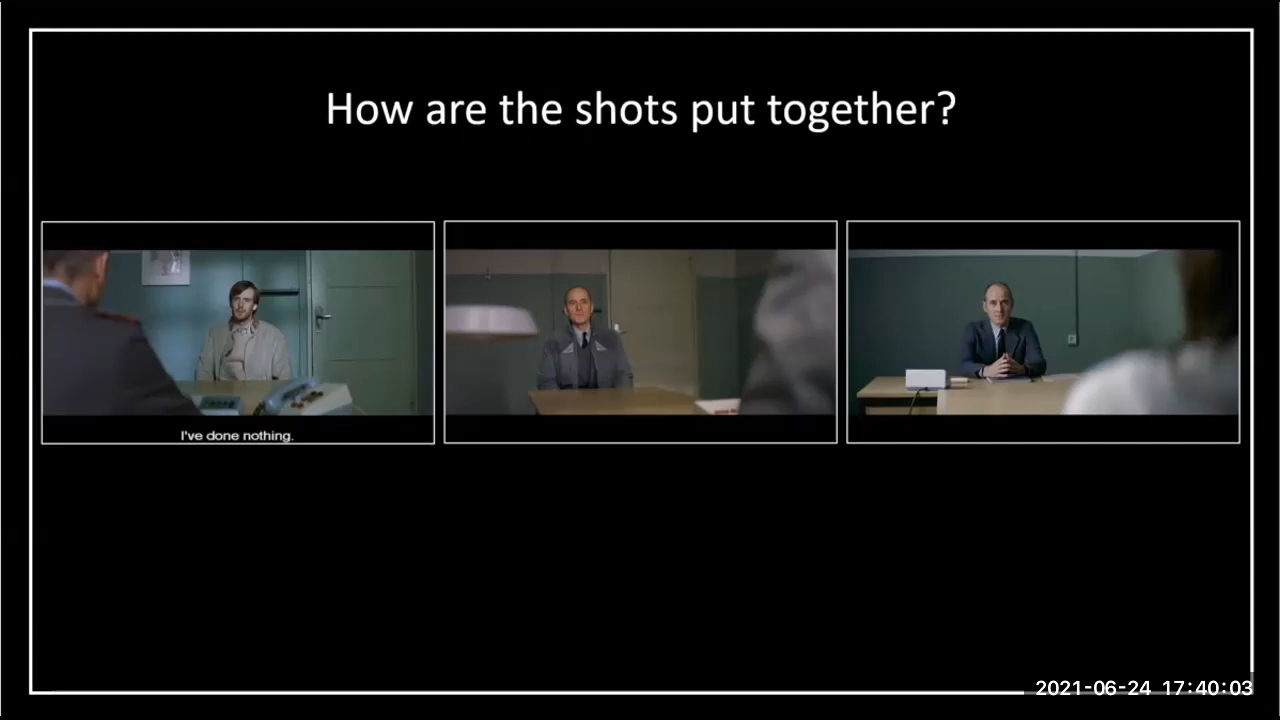 How are the shots put together?
I've done nothing.
2021-06-24 17:40:03